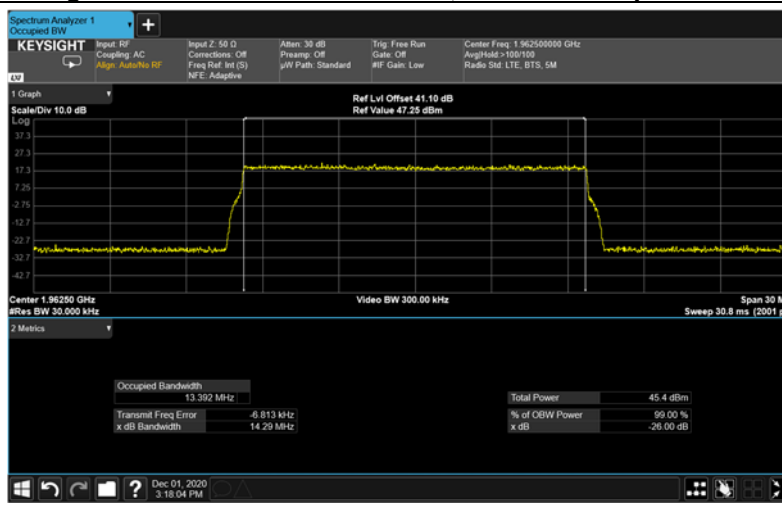 Spectrum Analyzer 1
Occupied BW
KEYSIGHT
LXI
Input: RF
Coupling: AC
Align: Auto/No RF
Input Z: 50 Ω
Corrections: Off
Freq Ref: Int (S)
NFE: Adaptive
Atten: 30 dB
Preamp: Off
µW Path: Standard
Trig: Free Run
Gate: Off
#IF Gain: Low
Center Freq: 1.962500000 GHz
Avg|Hold:>100/100
Radio Std: LTE, BTS, 5M
1 Graph
Scale/Div 10.0 dB
Ref Lvl Offset 41.10 dB
Ref Value 47.25 dBm
Log
37.3
27.3
17.3
7.25
-2.75
-12.7
-22.7
-32.7
-42.7
Center 1.96250 GHz
#Res BW 30.000 kHz
Video BW 300.00 kHz
Span 30 M
Sweep 30.8 ms (2001 p
2 Metrics
Occupied Bandwidth
13.392 MHz
Transmit Freq Error -6.813 kHz
x dB Bandwidth 14.29 MHz
Total Power 45.4 dBm
% of OBW Power 99.00 %
x dB -26.00 dB
?
Dec 01, 2020
3:18:04 PM